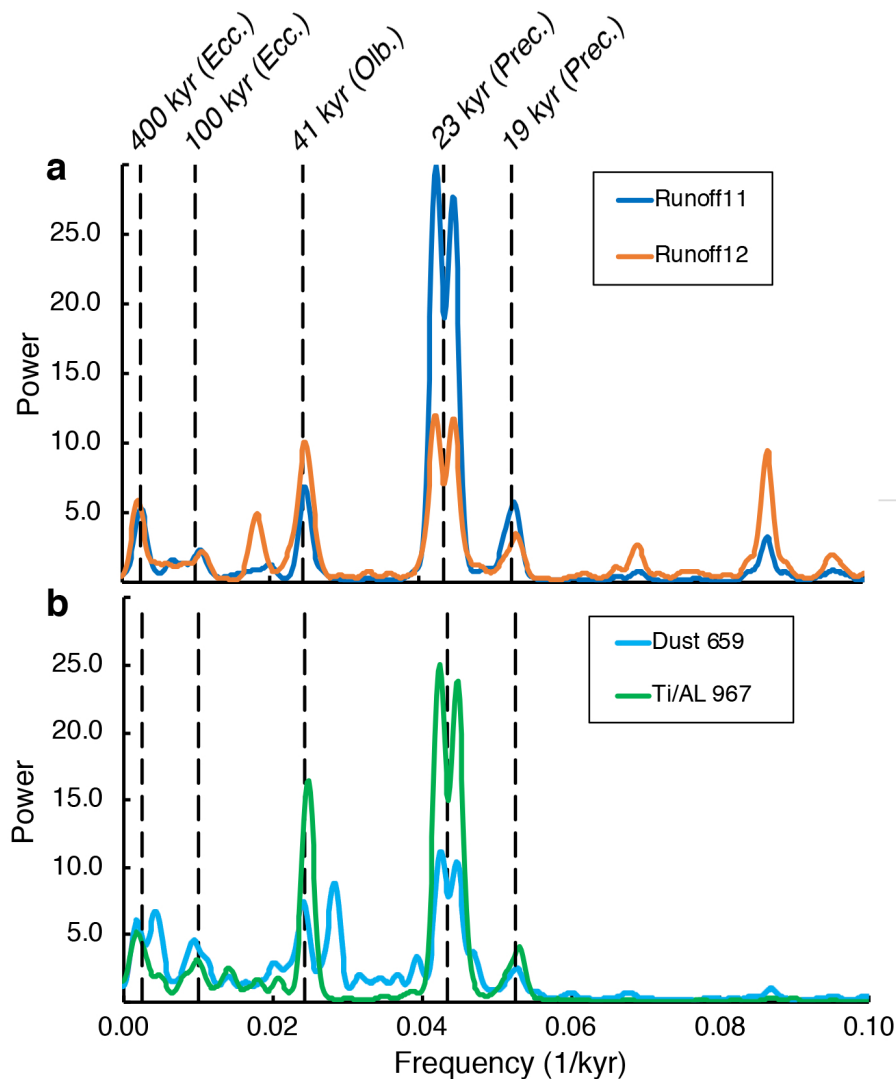 400 kyr (Ecc.)
100 kyr (Ecc.)
41 kyr (Olb.)
23 kyr (Prec.)
19 kyr (Prec.)
a
25.0
20.0
15.0
10.0
5.0
Power
Runoff11
Runoff12
b
25.0
20.0
15.0
10.0
5.0
Power
Dust 659
Ti/AL 967
0.00
0.02
0.04
0.06
0.08
0.10
Frequency (1/kyr)